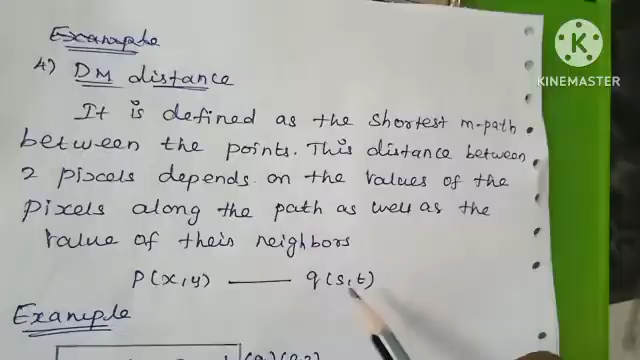 Example
4) DM distance
It is defined as the shortest m-path
between the points. This distance between
2 pixels depends on the values of the
pixels along the path as well as the
value of their neighbors
P(x,y) —— q(s,t)
Example
K
KINEMASTER